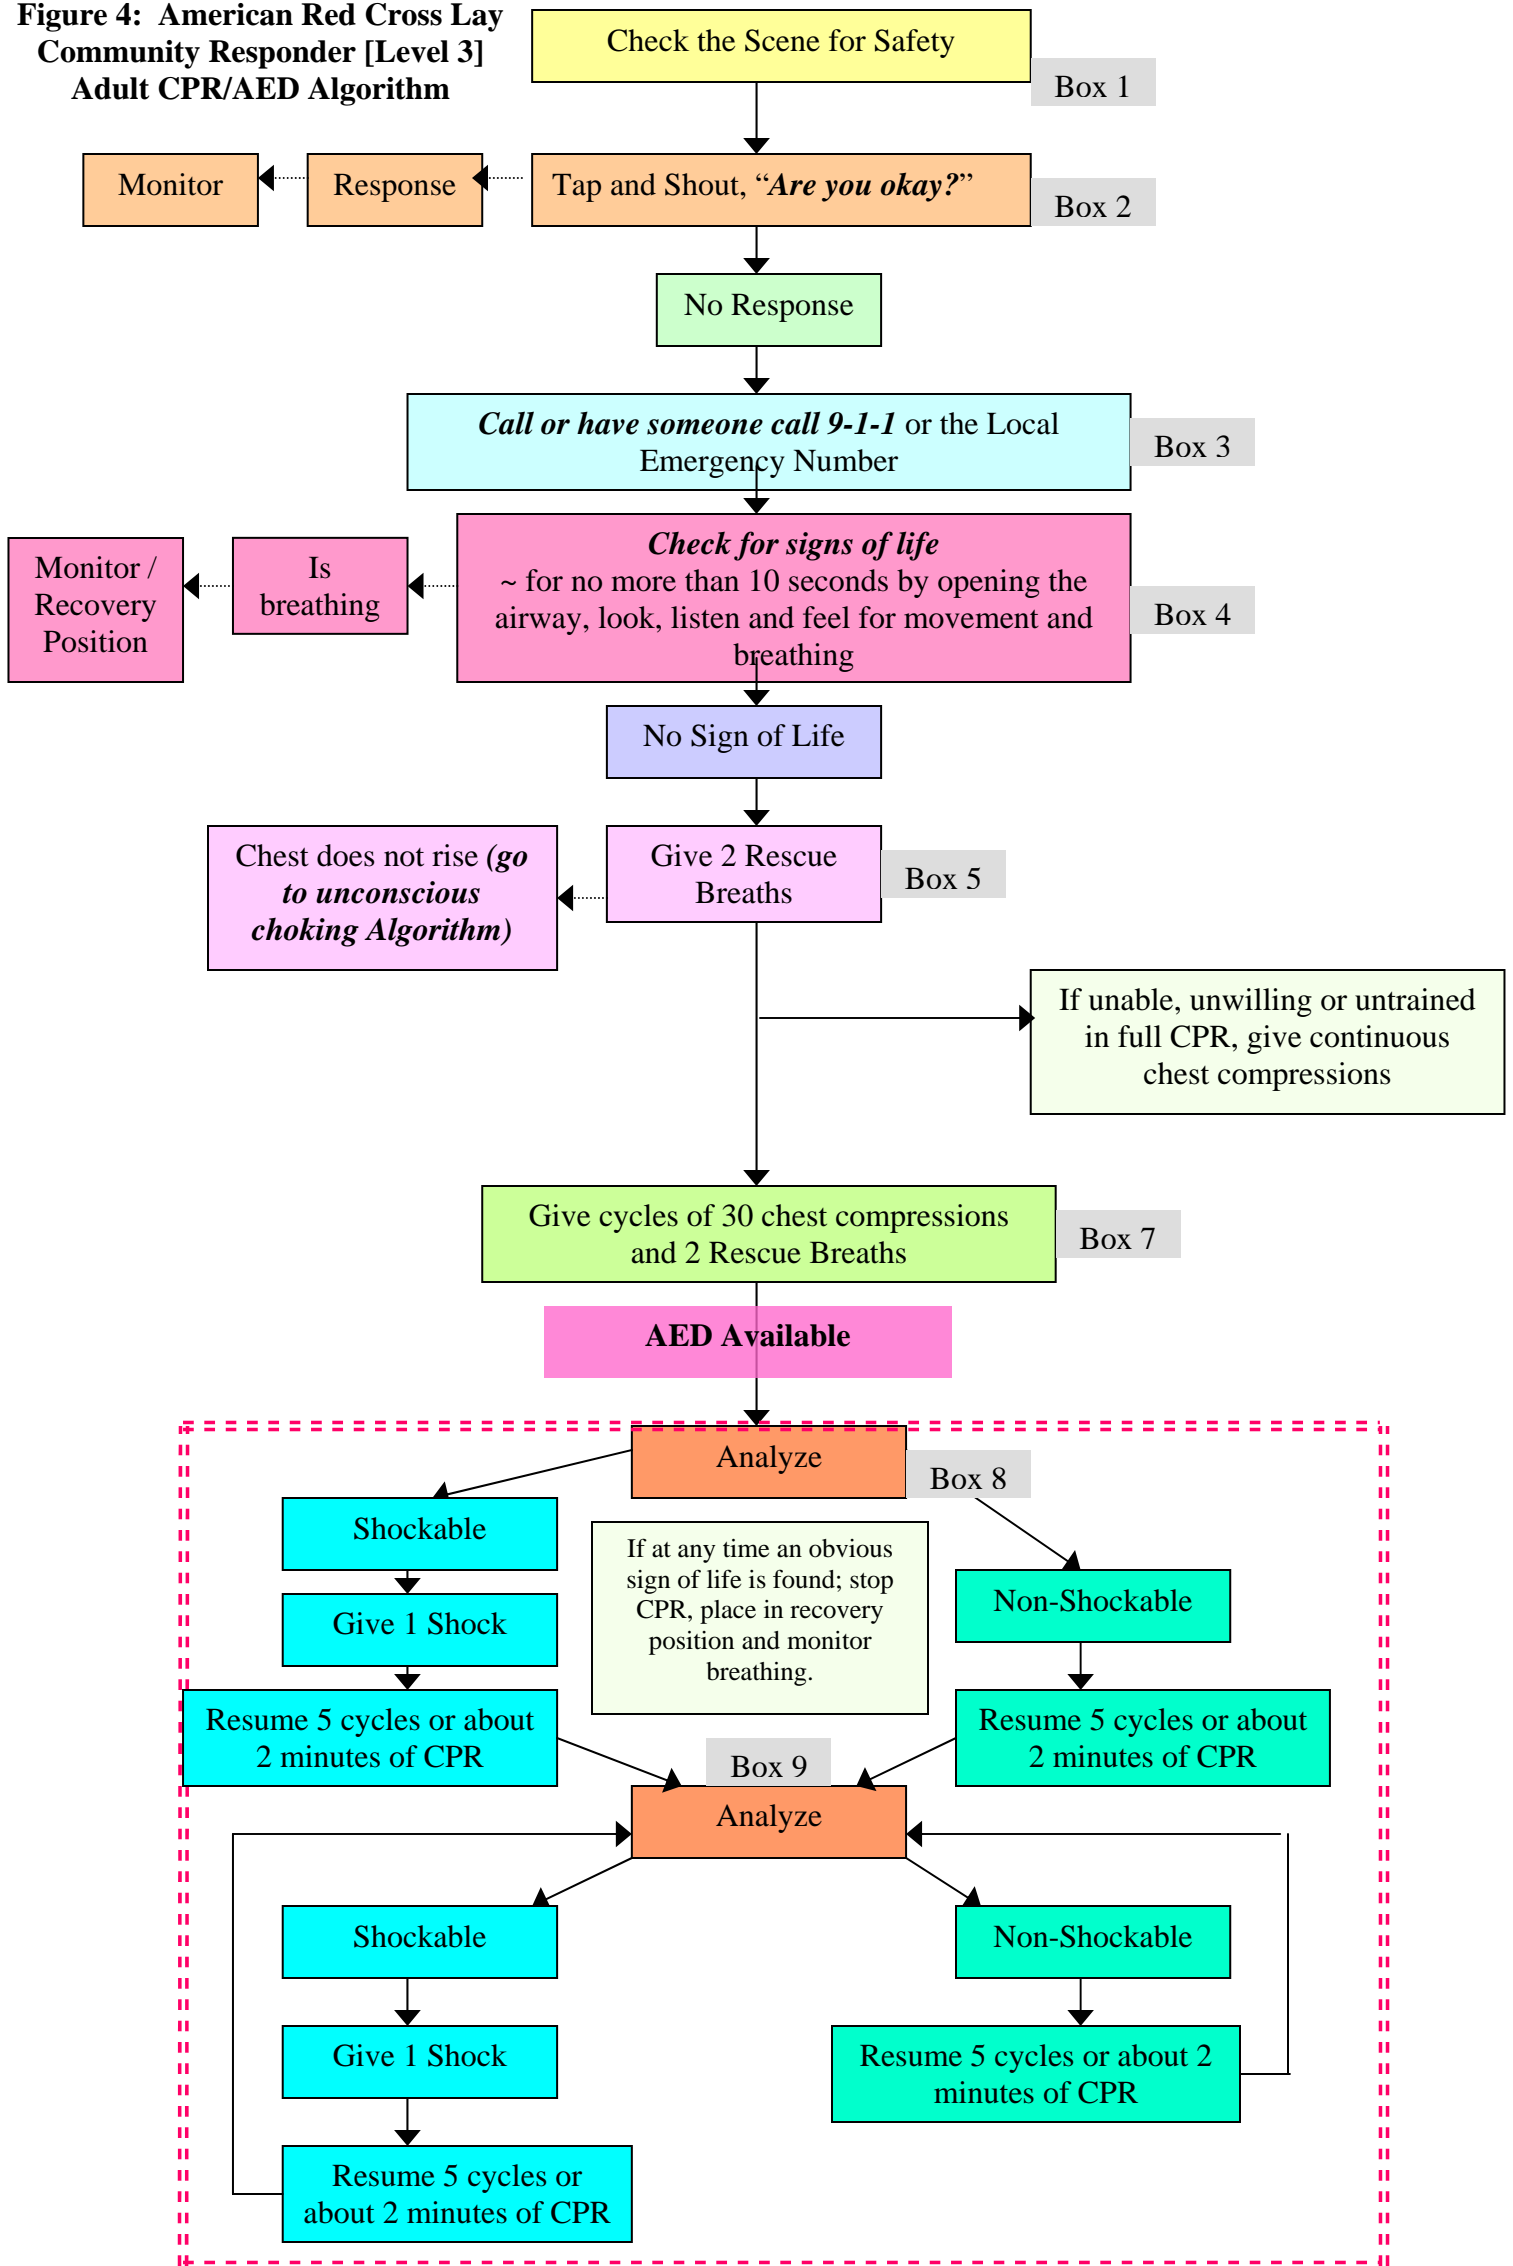 Figure 4:  American Red Cross Lay
Community Responder [Level 3]
Adult CPR/AED Algorithm
Check the Scene for Safety
Box 1
Monitor
Response
Tap and Shout, “Are you okay?”
Box 2
No Response
Call or have someone call 9-1-1 or the Local
Emergency Number
Box 3
Check for signs of life
~ for no more than 10 seconds by opening the
airway, look, listen and feel for movement and
breathing
Box 4
Is
breathing
Monitor /
Recovery
Position
No Sign of Life
Give 2 Rescue
Breaths
Box 5
Chest does not rise (go
to unconscious
choking Algorithm)
If unable, unwilling or untrained
in full CPR, give continuous
chest compressions
Give cycles of 30 chest compressions
and 2 Rescue Breaths
Box 7
AED Available
Analyze
Box 8
Shockable
Give 1 Shock
Resume 5 cycles or about
2 minutes of CPR
If at any time an obvious
sign of life is found; stop
CPR, place in recovery
position and monitor
breathing.
Non-Shockable
Resume 5 cycles or about
2 minutes of CPR
Box 9
Analyze
Shockable
Give 1 Shock
Resume 5 cycles or
about 2 minutes of CPR
Non-Shockable
Resume 5 cycles or about 2
minutes of CPR